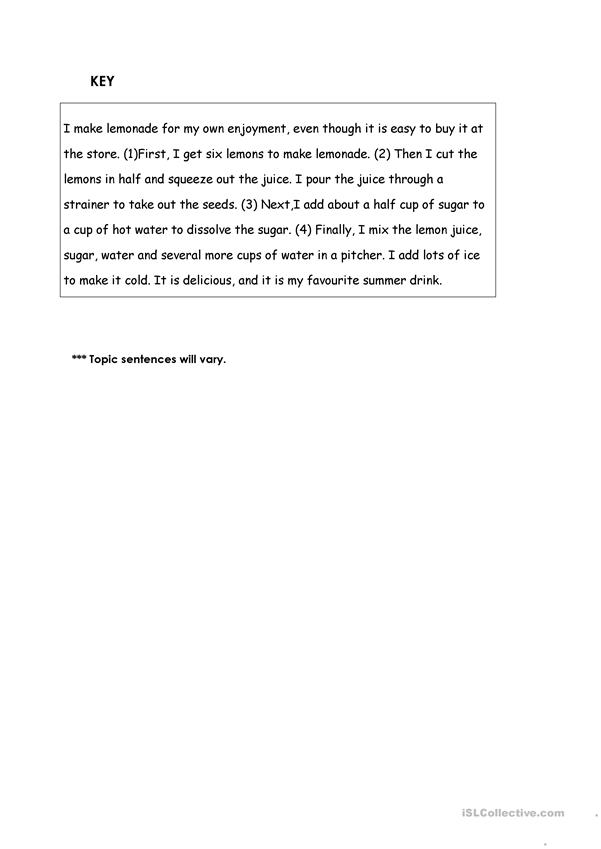 KEY
I make lemonade for my own enjoyment, even though it is easy to buy it at
the store. (1)First, I get six lemons to make lemonade. (2) Then I cut the
lemons in half and squeeze out the juice. I pour the juice through a
strainer to take out the seeds. (3) Next,I add about a half cup of sugar to
a cup of hot water to dissolve the sugar. (4) Finally, I mix the lemon juice,
sugar, water and several more cups of water in a pitcher. I add lots of ice
to make it cold. It is delicious, and it is my favourite summer drink.
*** Topic sentences will vary.
iSLCollective.com